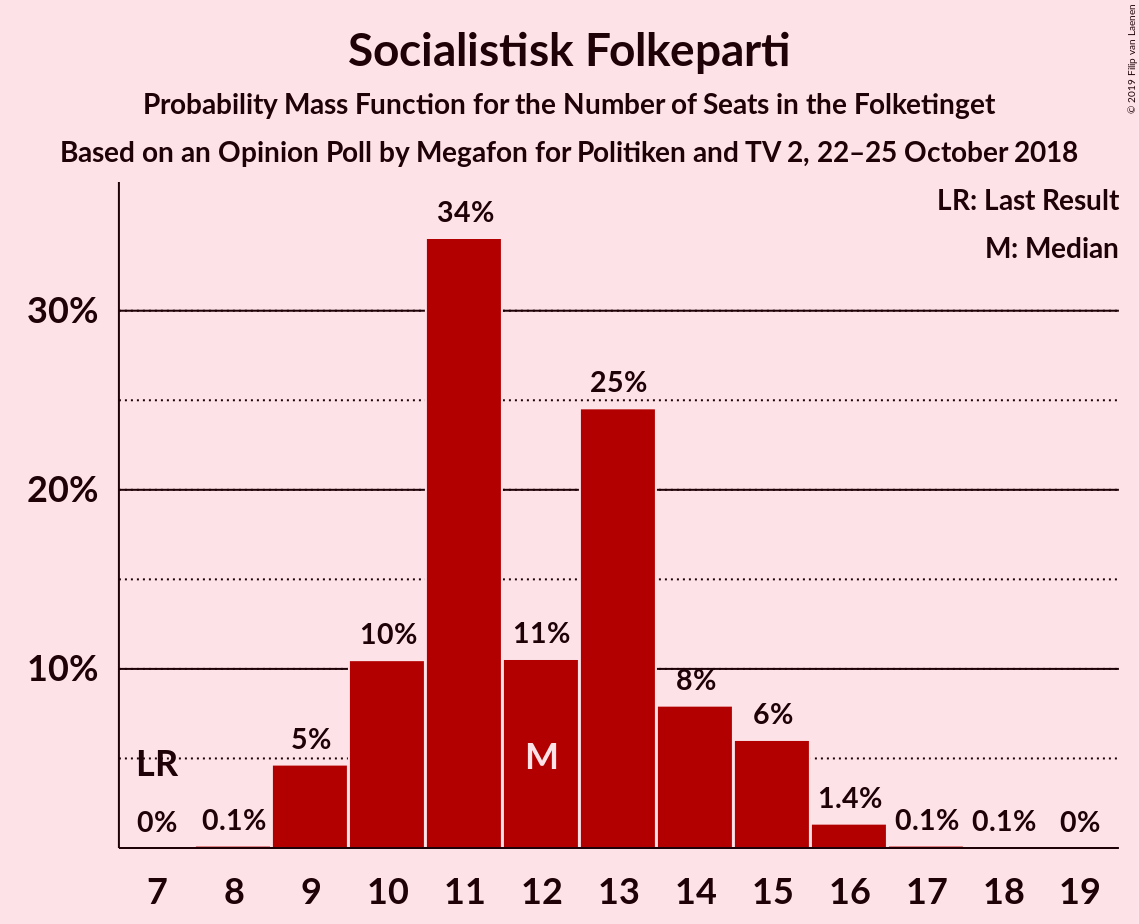 Socialistisk Folkeparti
Probability Mass Function for the Number of Seats in the Folketinget
Based on an Opinion Poll by Megafon for Politiken and TV 2, 22–25 October 2018
© 2019 Filip van Laenen
LR: Last Result
M: Median
34%
30%
25%
20%
10%
11%
10%
8%
6%
5%
LR
M
1.4%
0%
0.1%
0.1%
0.1%
0%
7 8 9 10 11 12 13 14 15 16 17 18 19